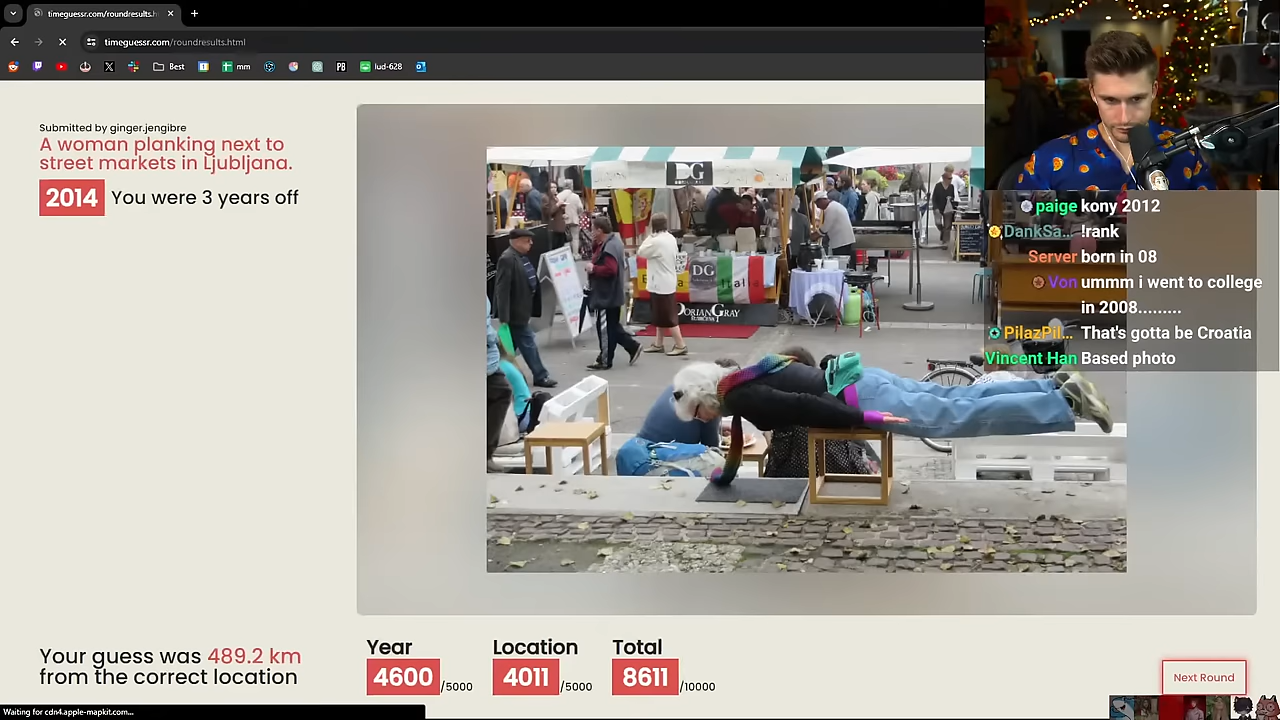 timeguessr.com/roundresults.h
timeguessr.com/roundresults.html
Best
mm
iud-628
Submitted by ginger.jengibre
A woman planking next to
street markets in Ljubljana.
2014 You were 3 years off
DG
DG
DORIAN GRAY
paige kony 2012
DankSa... !rank
Server born in 08
Von ummm i went to college
in 2008.........
PilazPil... That's gotta be Croatia
Vincent Han Based photo
Your guess was 489.2 km
from the correct location
Year
4600 /5000
Location
4011 /5000
Total
8611 /10000
Next Round
Waiting for cdn4.apple-mapkit.com...